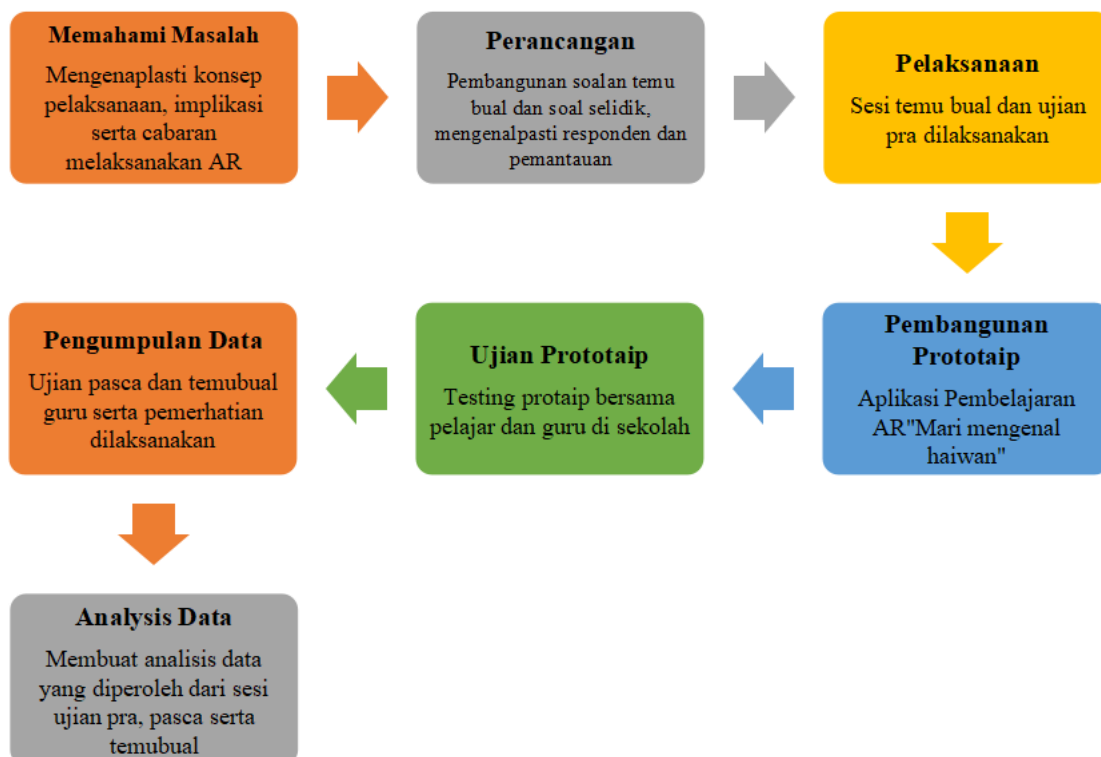 Memahami Masalah
Mengenaplasti konsep
pelaksanaan, implikasi
serta cabaran
melaksanakan AR
Perancangan
Pembangunan soalan temu
bual dan soal selidik,
mengenalpasti responden dan
pemantauan
Pelaksanaan
Sesi temu bual dan ujian
pra dilaksanakan
Pembangunan
Prototaip
Aplikasi Pembelajaran
AR"Mari mengenal
haiwan"
Ujian Prototaip
Testing protaip bersama
pelajar dan guru di sekolah
Pengumpulan Data
Ujian pasca dan temubual
guru serta pemerhatian
dilaksanakan
Analysis Data
Membuat analisis data
yang diperoleh dari sesi
ujian pra, pasca serta
temubual